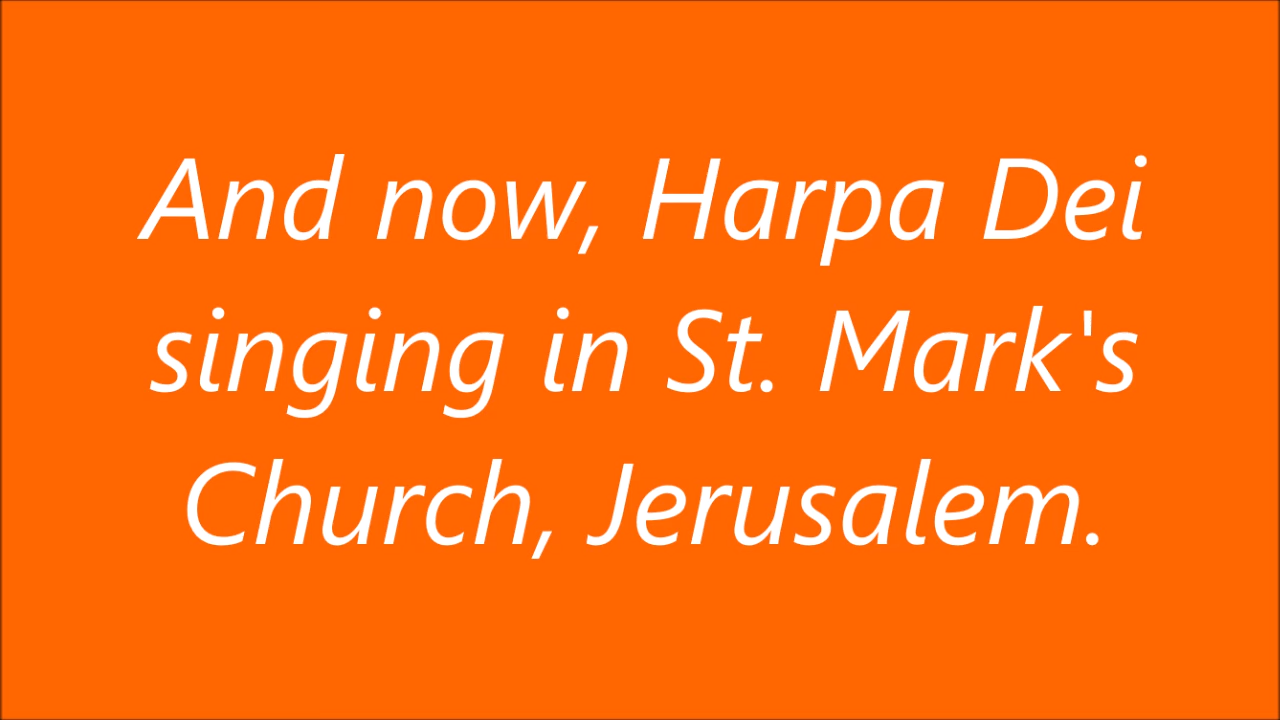 And now, Harpa Dei
singing in St. Mark's
Church, Jerusalem.